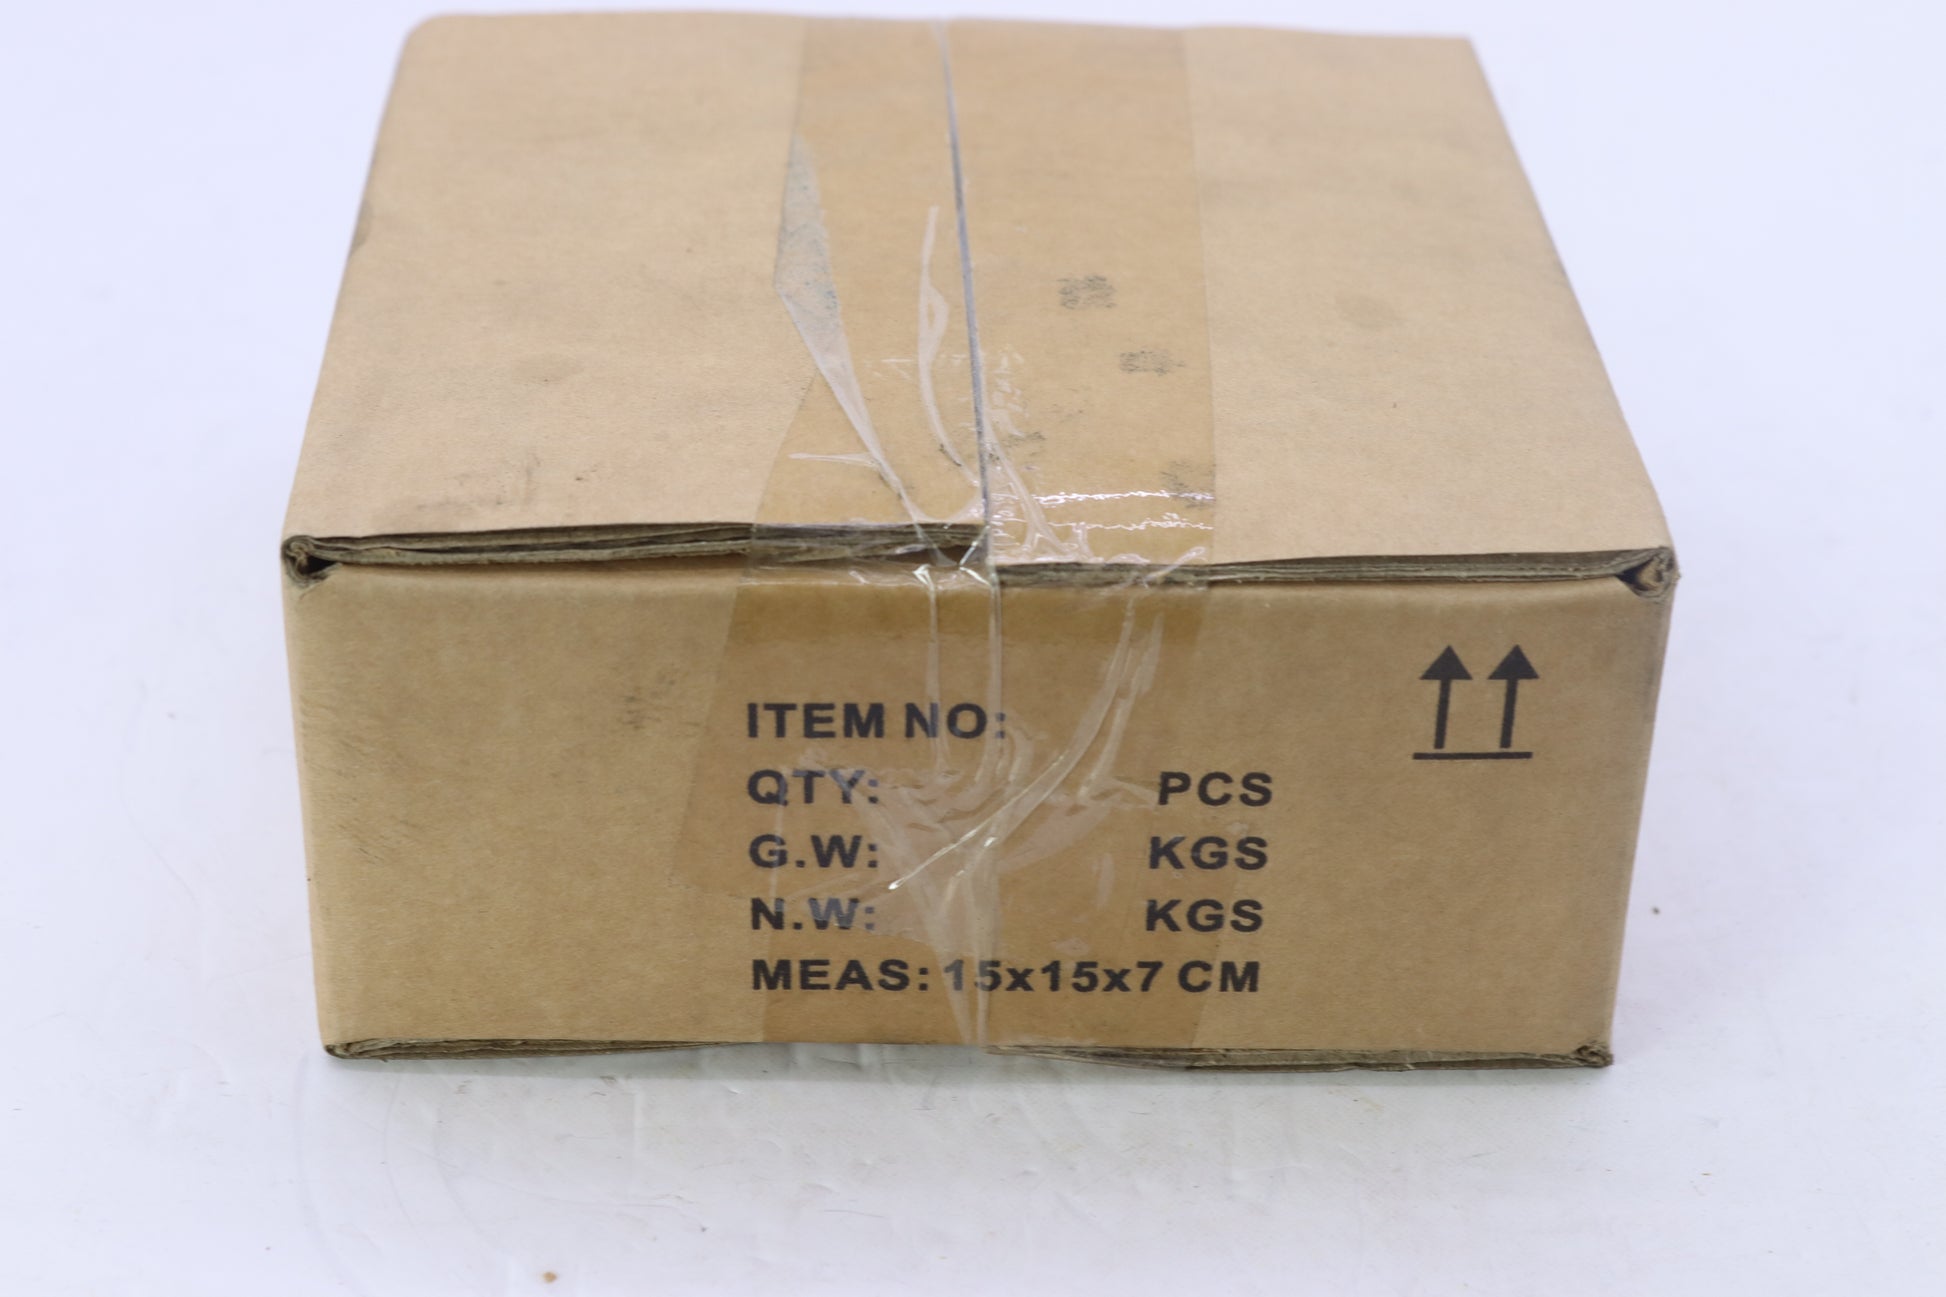 ITEM NO:
QTY: PCS
G.W: KGS
N.W: KGS
MEAS: 15x15x7 CM